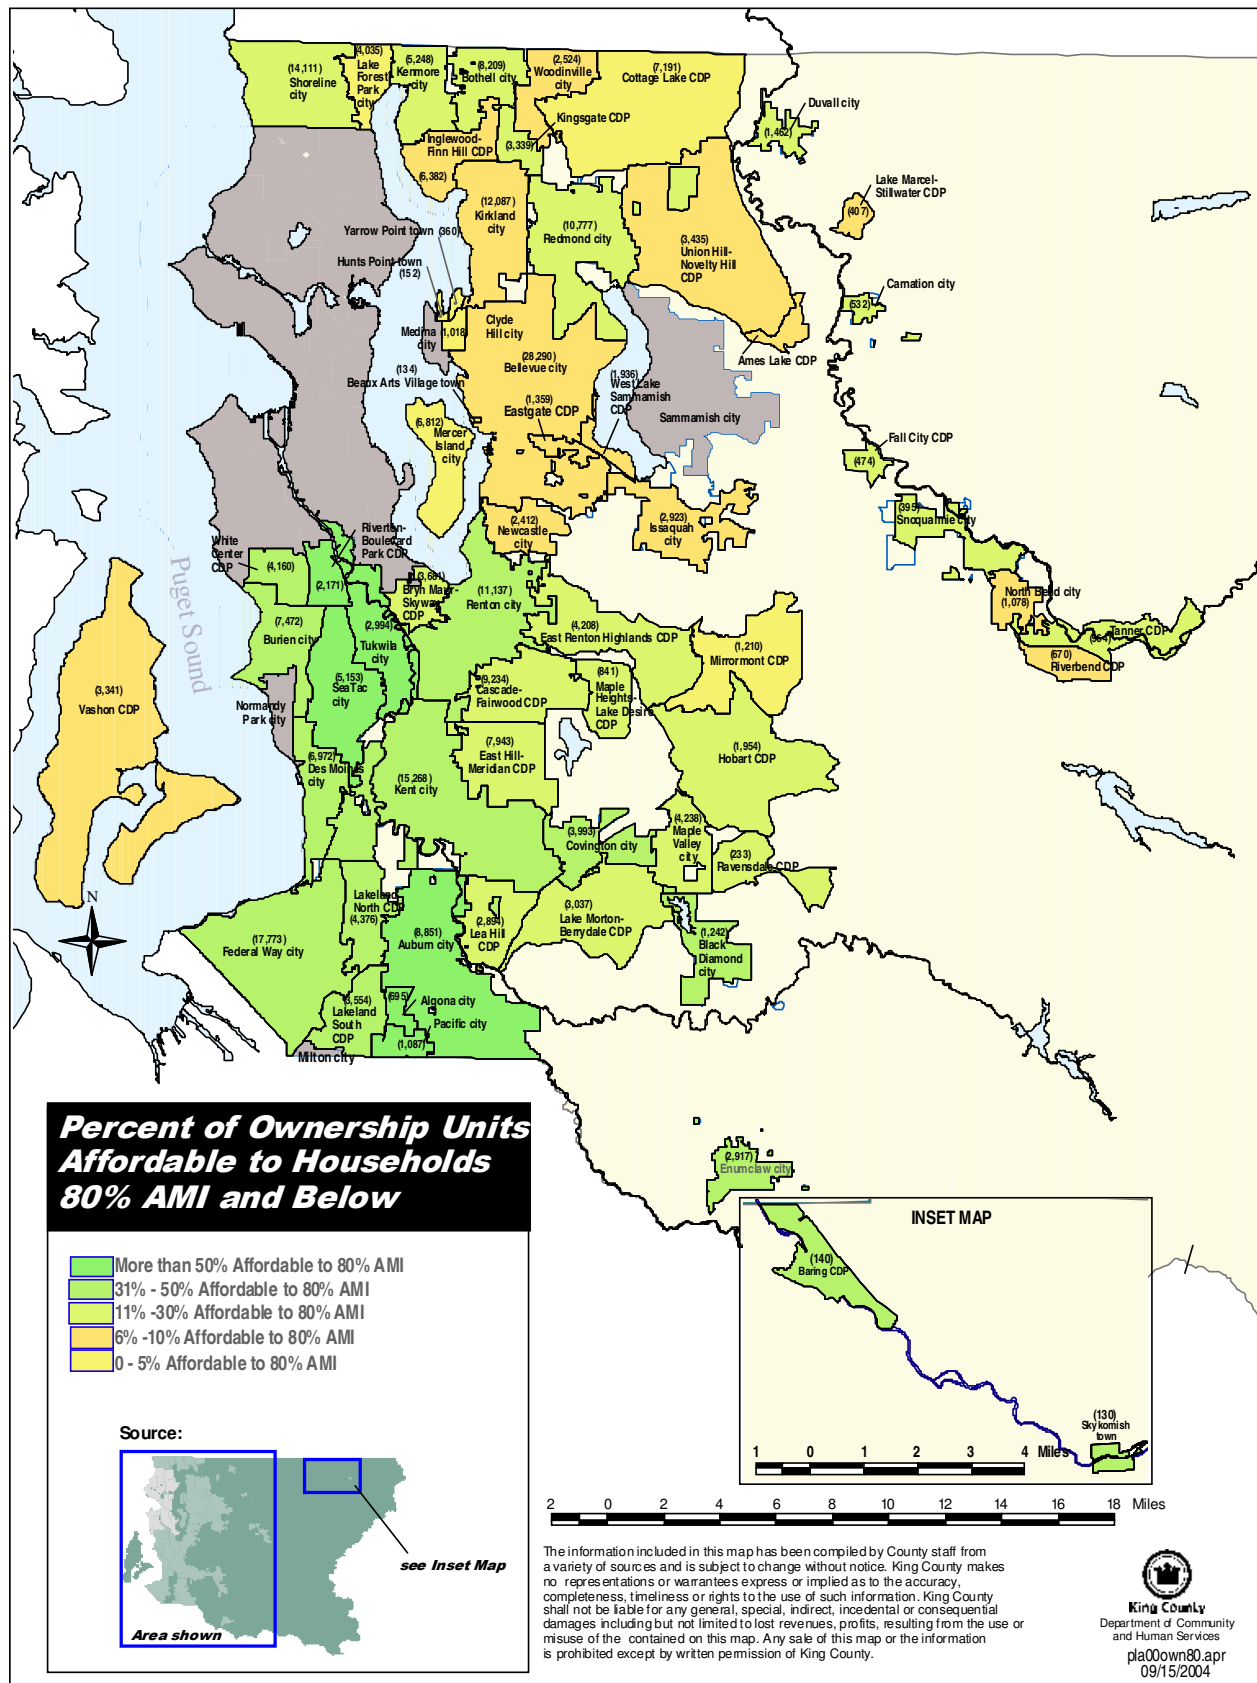 (14,111)
Shoreline
city
(4,035)
Lake
Forest
Park
city
(5,248)
Kenmore
city
(8,209)
Bothell city
(2,524)
Woodinville
city
(7,191)
Cottage Lake CDP
Kingsgate CDP
(3,339)
Duvall city
(1,462)
Inglewood-
Finn Hill CDP
(6,382)
(12,087)
Kirkland
city
(10,777)
Redmond city
(3,435)
Union Hill-
Novelty Hill
CDP
Lake Marcel-
Stillwater CDP
(407)
Yarrow Point town (360)
Hunts Point town
(152)
Carnation city
(532)
Medina
city
(1,018)
Clyde
Hill city
Ames Lake CDP
(28,290)
Bellevue city
(134)
Beaux Arts Village town
(1,936)
West Lake
Sammamish
CDP
(1,359)
Eastgate CDP
Sammamish city
(6,812)
Mercer
Island
city
Fall City CDP
(474)
(395)
Snoqualmie city
(2,412)
Newcastle
city
(2,923)
Issaquah
city
Riverton-
Boulevard
Park CDP
White
Center
CDP
(4,160)
(2,171)
(3,681)
Bryn Mawr-
Skyway
CDP
(11,137)
Renton city
North Bend city
(1,078)
Puget Sound
(7,472)
Burien city
(2,994)
Tukwila
city
(4,208)
East Renton Highlands CDP
(1,210)
Mirrormont CDP
Tanner CDP
(670)
Riverbend CDP
(3,341)
Vashon CDP
(5,153)
SeaTac
city
(9,234)
Cascade-
Fairwood CDP
(841)
Maple
Heights-
Lake Desire
CDP
Normandy
Park city
(6,972)
Des Moines
city
(15,268)
Kent city
(7,943)
East Hill-
Meridian CDP
(1,954)
Hobart CDP
(3,993)
Covington city
(4,238)
Maple
Valley
city
(233)
Ravensdale CDP
N
Lakeland
North CDP
(4,376)
(17,773)
Federal Way city
(8,851)
Auburn city
(2,894)
Lea Hill
CDP
(3,037)
Lake Morton-
Berrydale CDP
(1,242)
Black
Diamond
city
(3,554)
Lakeland
South
CDP
(695)
Algona city
Pacific city
(1,087)
Milton city
Percent of Ownership Units
Affordable to Households
80% AMI and Below
(2,917)
Enumclaw city
More than 50% Affordable to 80% AMI
31% - 50% Affordable to 80% AMI
11% -30% Affordable to 80% AMI
6% -10% Affordable to 80% AMI
0 - 5% Affordable to 80% AMI
INSET MAP
(140)
Baring CDP
(130)
Skykomish
town
1 0 1 2 3 4 Miles
Source:
see Inset Map
Area shown
2 0 2 4 6 8 10 12 14 16 18 Miles
The information included in this map has been compiled by County staff from
a variety of sources and is subject to change without notice. King County makes
no representations or warrantees express or implied as to the accuracy,
completeness, timeliness or rights to the use of such information. King County
shall not be liable for any general, special, indirect, incedental or consequential
damages including but not limited to lost revenues, profits, resulting from the use or
misuse of the contained on this map. Any sale of this map or the information
is prohibited except by written permission of King County.
King County
Department of Community
and Human Services
pla00own80.apr
09/15/2004